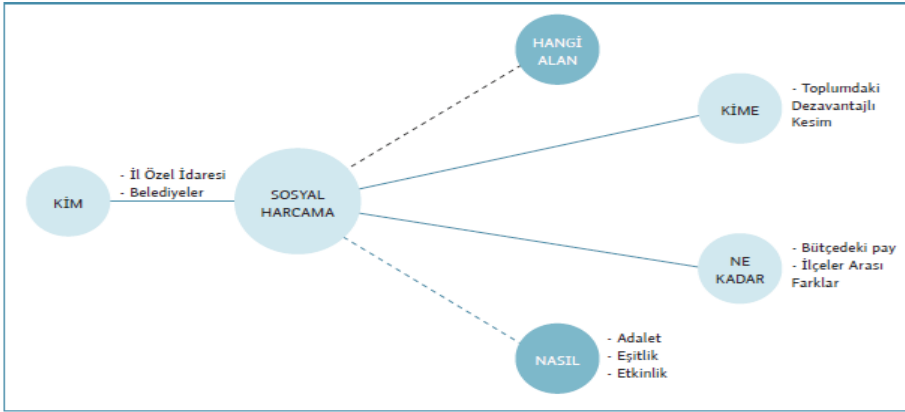 HANGİ
ALAN
KİME
- Toplumdaki
Dezavantajlı
Kesim
KİM
- İl Özel İdaresi
- Belediyeler
SOSYAL
HARCAMA
NE
KADAR
- Bütçedeki pay
- İlçeler Arası
Farklar
NASIL
- Adalet
- Eşitlik
- Etkinlik